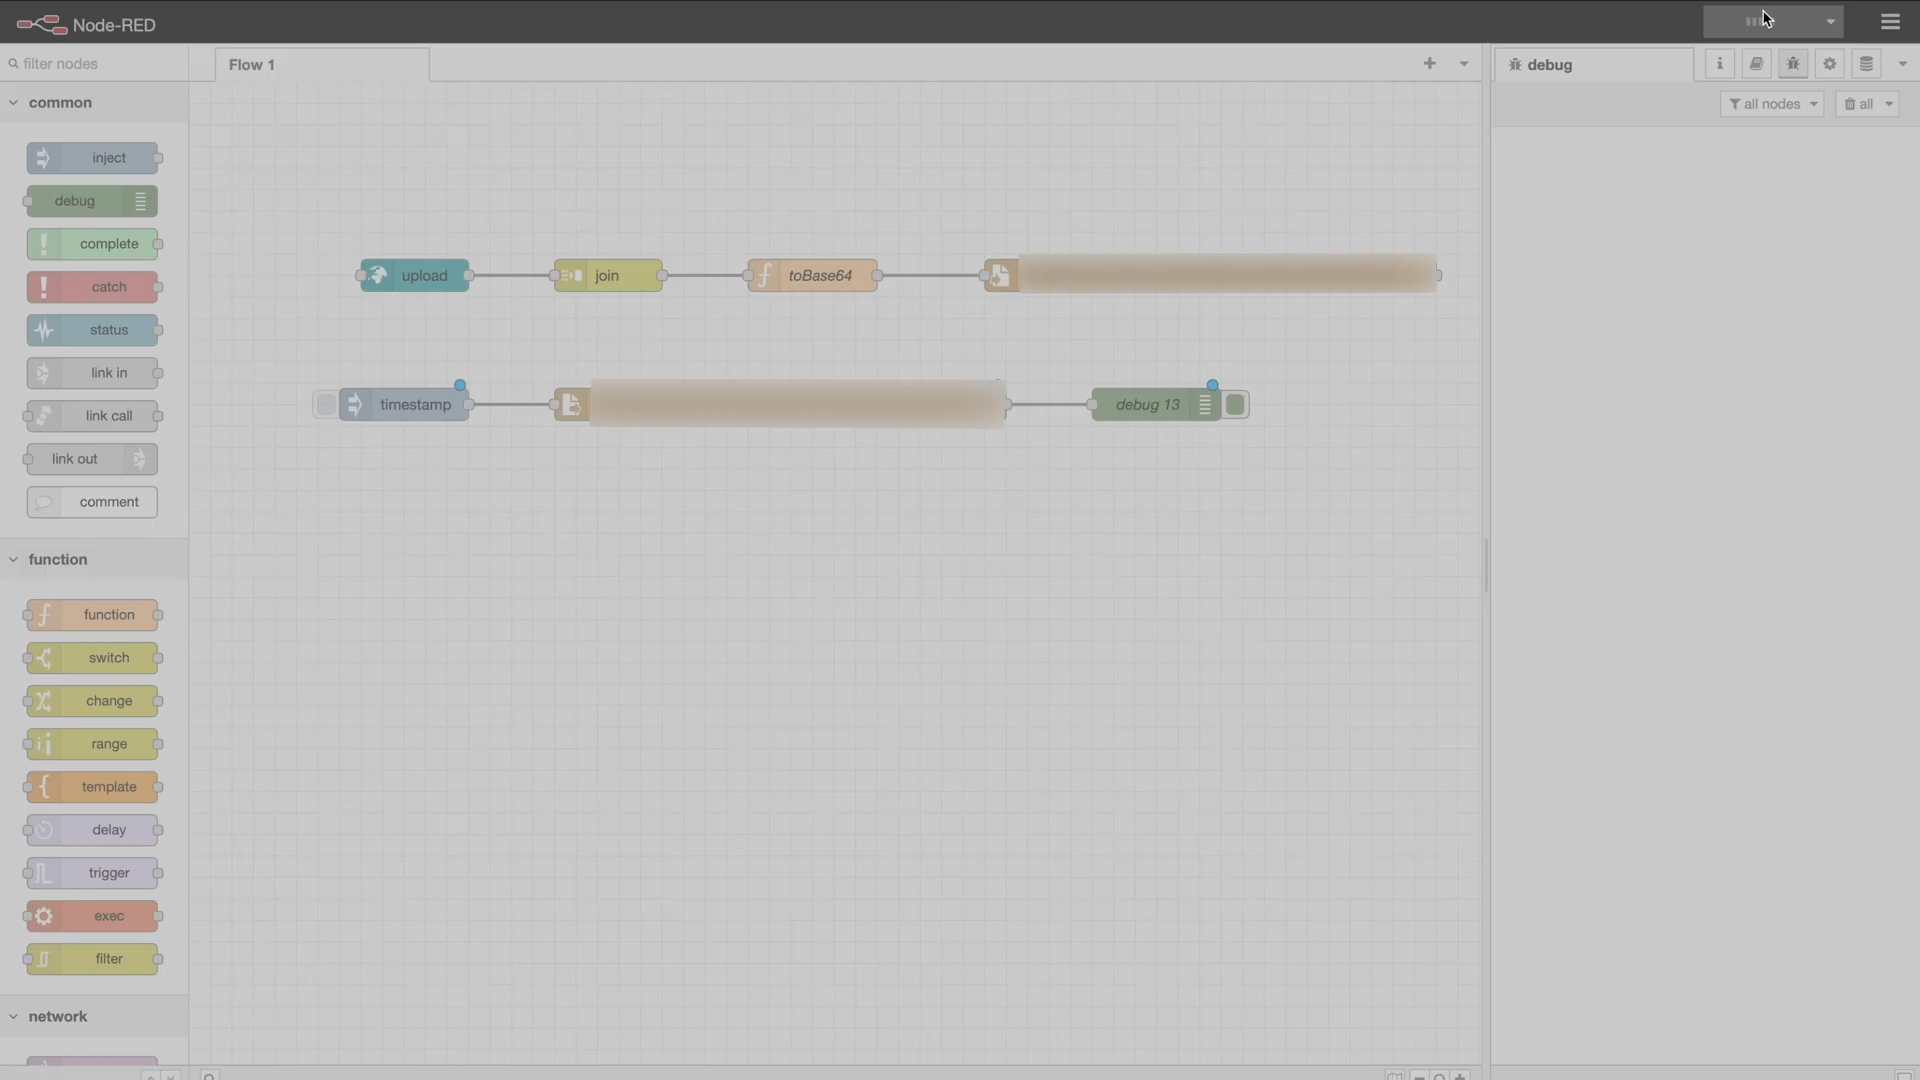 Node-RED
filter nodes
Flow 1
debug
all nodes
all
common
inject
debug
complete
catch
status
link in
link call
link out
comment
function
function
switch
change
range
template
delay
trigger
exec
filter
network
upload
join
toBase64
timestamp
debug 13